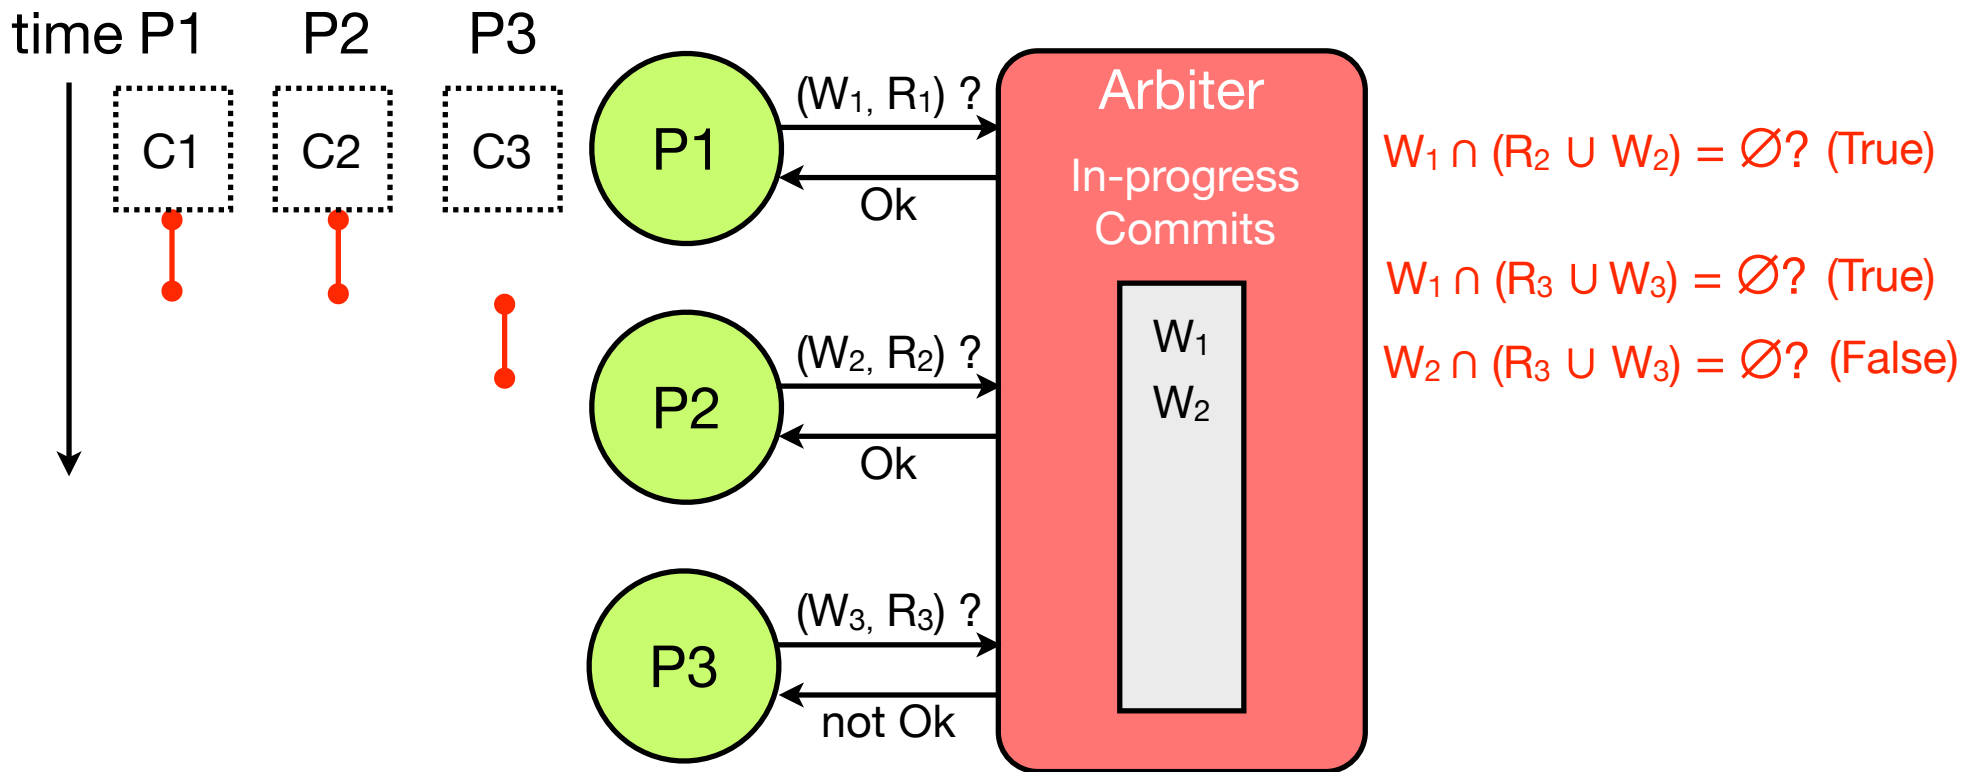 time P1 P2 P3
C1 C2 C3
P1
(W₁, R₁) ?
Ok
P2
(W₂, R₂) ?
Ok
P3
(W₃, R₃) ?
not Ok
Arbiter
In-progress
Commits
W₁
W₂
W₁ ∩ (R₂ ∪ W₂) = ∅? (True)
W₁ ∩ (R₃ ∪ W₃) = ∅? (True)
W₂ ∩ (R₃ ∪ W₃) = ∅? (False)